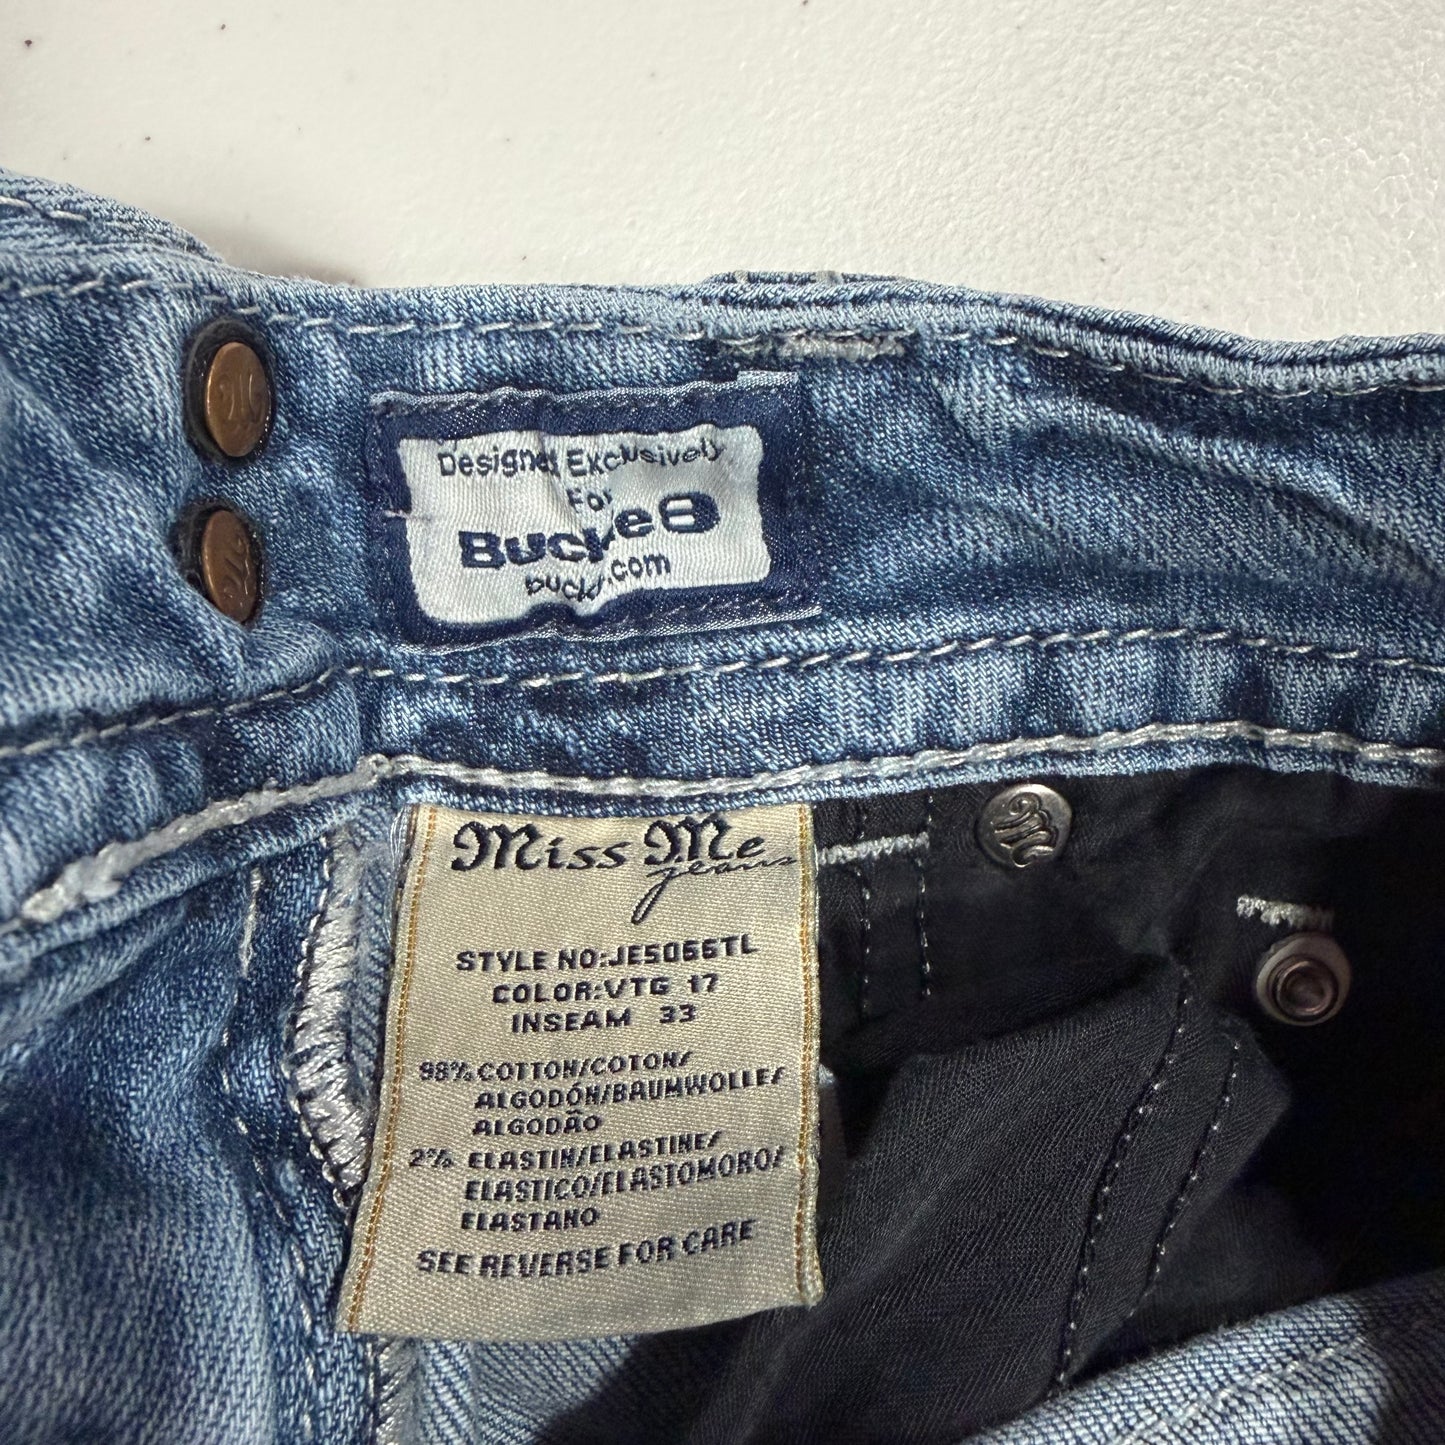 Designed Exclusively
For
Buckle B
buckle.com
Miss Me
jeans
STYLE NO:JE5066TL
COLOR:VTG 17
INSEAM 33
98% COTTON/COTON/
ALGODÓN/BAUMWOLLE/
ALGODÃO
2% ELASTIN/ELASTINE/
ELASTICO/ELASTOMORO/
ELASTANO
SEE REVERSE FOR CARE